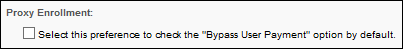 Proxy Enrollment:
Select this preference to check the "Bypass User Payment" option by default.